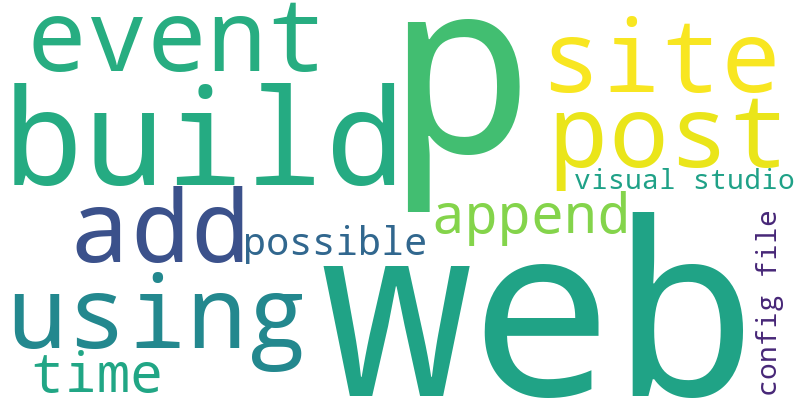 event
p
site
build
post
visual studio
add
append
possible
web
config file
using
time